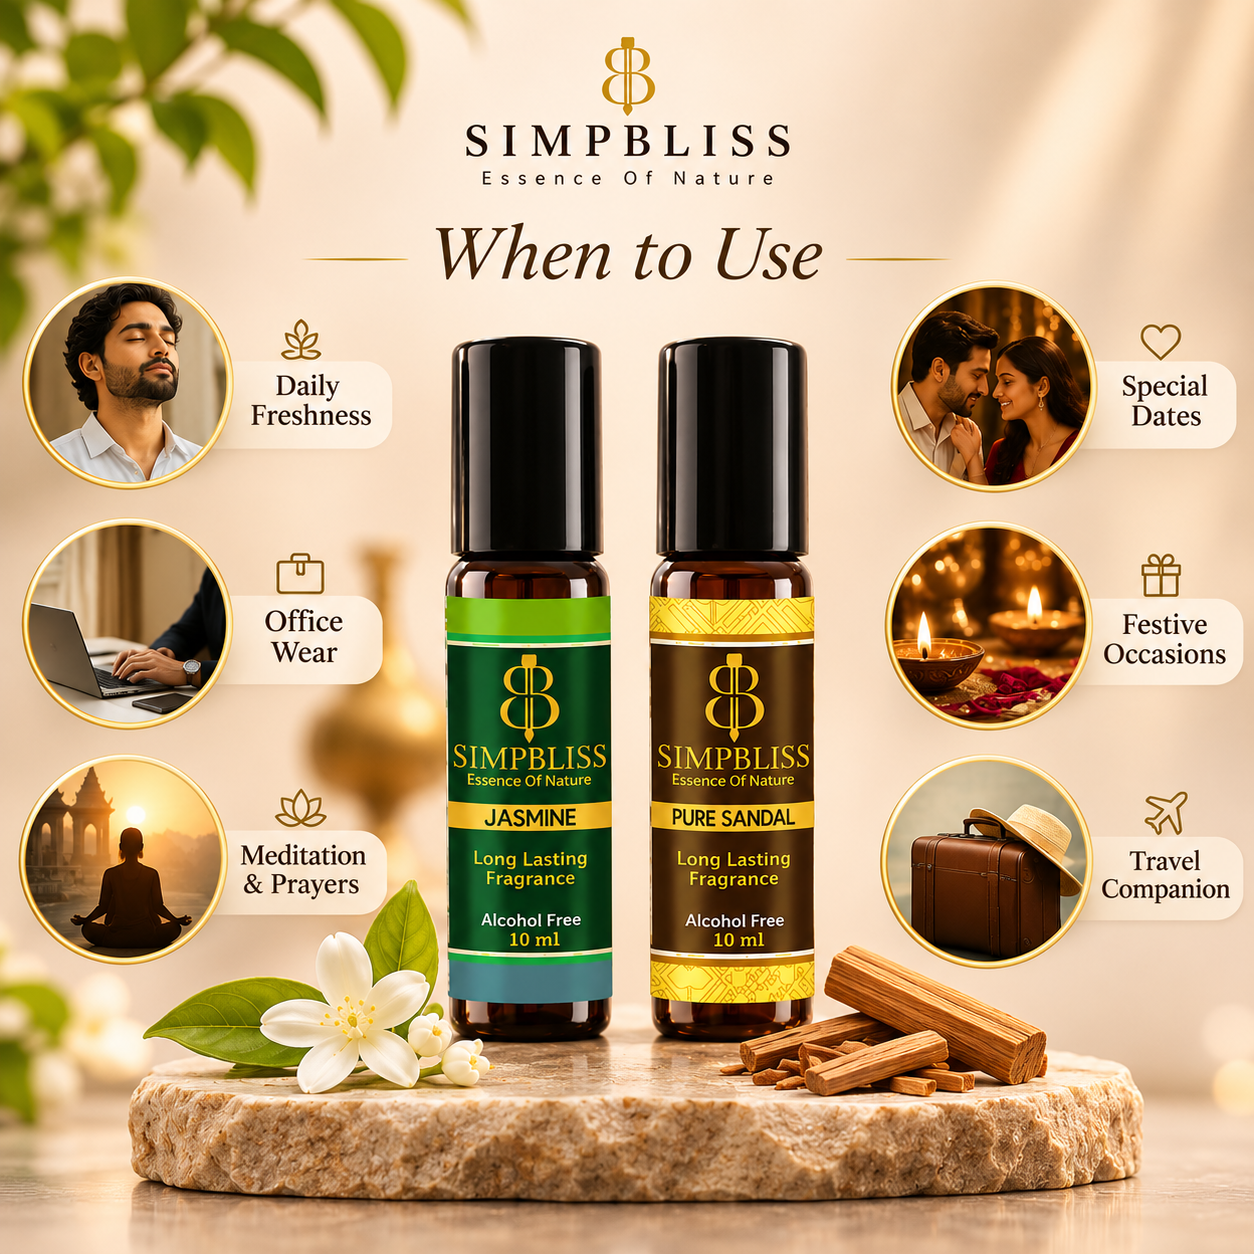 SIMPBLISS
Essence Of Nature
When to Use
Daily
Freshness
Office
Wear
Meditation
& Prayers
Special
Dates
Festive
Occasions
Travel
Companion
SIMPBLISS
Essence Of Nature
JASMINE
Long Lasting
Fragrance
Alcohol Free
10 ml
SIMPBLISS
Essence Of Nature
PURE SANDAL
Long Lasting
Fragrance
Alcohol Free
10 ml